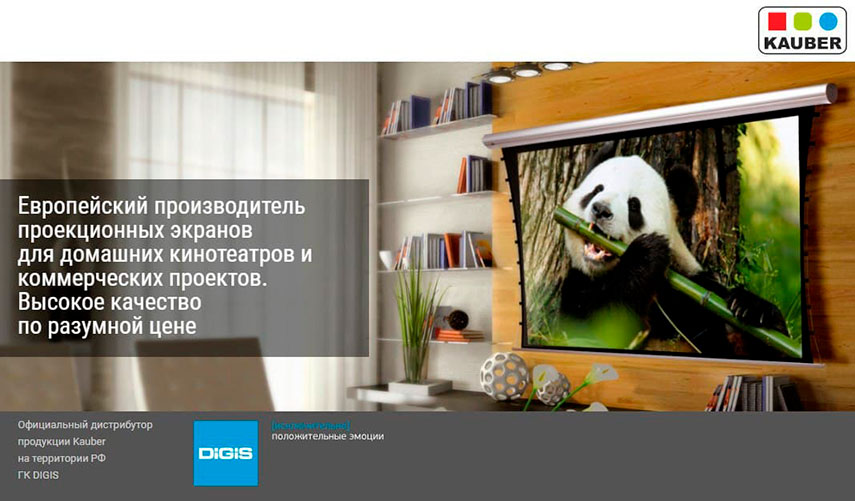 KAUBER
Европейский производитель
проекционных экранов
для домашних кинотеатров и
коммерческих проектов.
Высокое качество
по разумной цене
Официальный дистрибутор
продукции Kauber
на территории РФ
ГК DIGIS
DIGIS
положительные эмоции